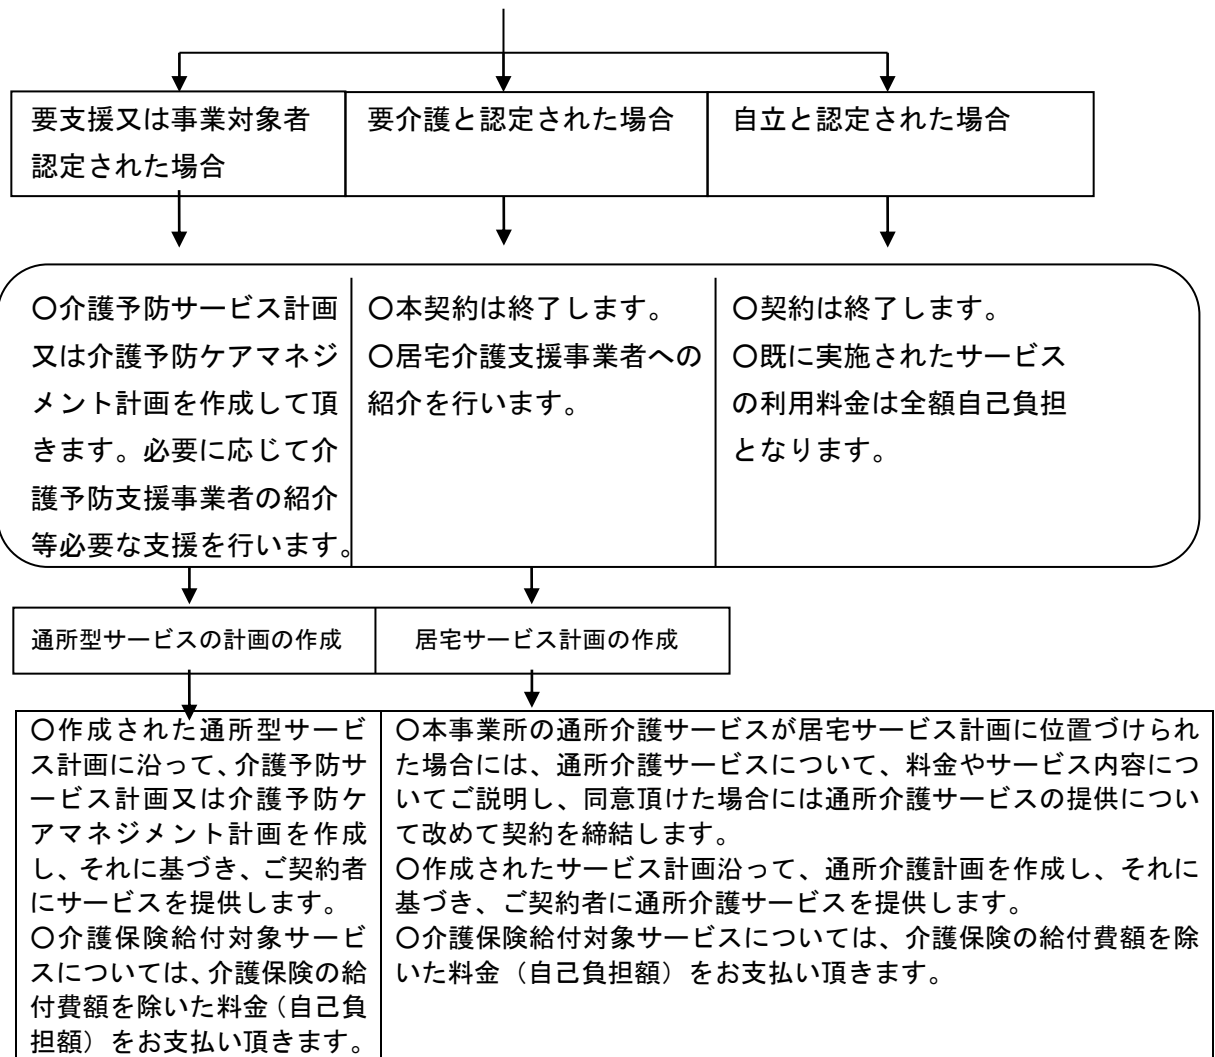 要支援又は事業対象者
認定された場合
要介護と認定された場合
自立と認定された場合
〇介護予防サービス計画
又は介護予防ケアマネジ
メント計画を作成して頂
きます。必要に応じて介
護予防支援事業者の紹介
等必要な支援を行います。
〇本契約は終了します。
〇居宅介護支援事業者への
紹介を行います。
〇契約は終了します。
〇既に実施されたサービス
の利用料金は全額自己負担
となります。
通所型サービスの計画の作成
居宅サービス計画の作成
〇作成された通所型サービ
ス計画に沿って、介護予防サ
ービス計画又は介護予防ケ
アマネジメント計画を作成
し、それに基づき、ご契約者
にサービスを提供します。
〇介護保険給付対象サービ
スについては、介護保険の給
付費額を除いた料金（自己負
担額）をお支払い頂きます。
〇本事業所の通所介護サービスが居宅サービス計画に位置づけられ
た場合には、通所介護サービスについて、料金やサービス内容につ
いてご説明し、同意頂けた場合には通所介護サービスの提供につい
て改めて契約を締結します。
〇作成されたサービス計画沿って、通所介護計画を作成し、それに
基づき、ご契約者に通所介護サービスを提供します。
〇介護保険給付対象サービスについては、介護保険の給付費額を除
いた料金（自己負担額）をお支払い頂きます。